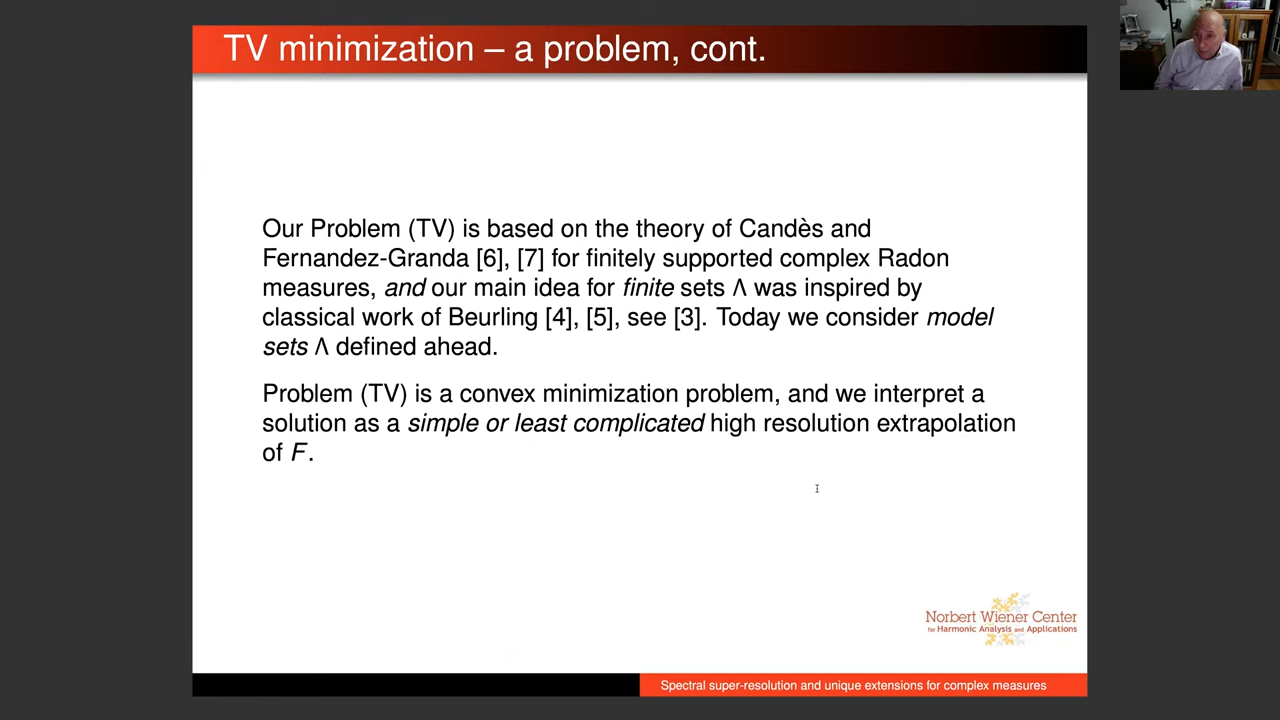 TV minimization – a problem, cont.
Our Problem (TV) is based on the theory of Candès and
Fernandez-Granda [6], [7] for finitely supported complex Radon
measures, and our main idea for finite sets Λ was inspired by
classical work of Beurling [4], [5], see [3]. Today we consider model
sets Λ defined ahead.
Problem (TV) is a convex minimization problem, and we interpret a
solution as a simple or least complicated high resolution extrapolation
of F.
Norbert Wiener Center
for Harmonic Analysis and Applications
Spectral super-resolution and unique extensions for complex measures